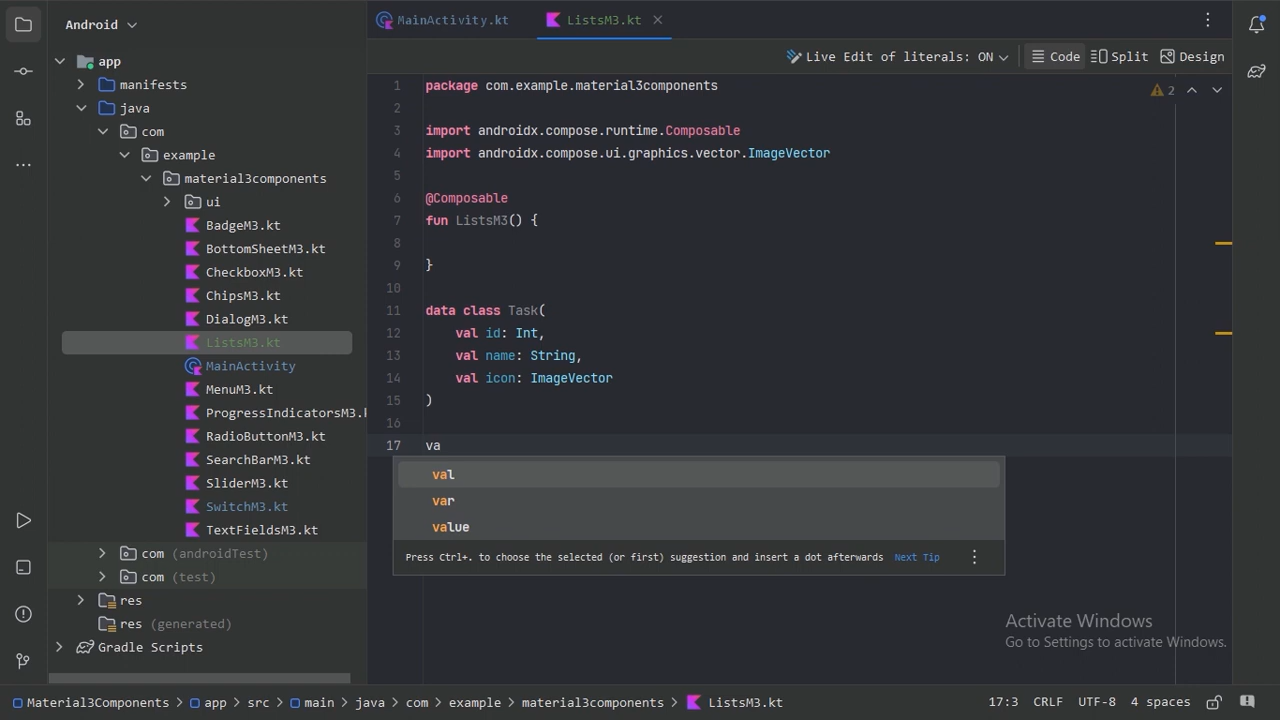 Android
MainActivity.kt
ListsM3.kt
Live Edit of literals: ON
Code
Split
Design
app
manifests
java
com
example
material3components
ui
BadgeM3.kt
BottomSheetM3.kt
CheckboxM3.kt
ChipsM3.kt
DialogM3.kt
ListsM3.kt
MainActivity
MenuM3.kt
ProgressIndicatorsM3.k
RadioButtonM3.kt
SearchBarM3.kt
SliderM3.kt
SwitchM3.kt
TextFieldsM3.kt
com (androidTest)
com (test)
res
res (generated)
Gradle Scripts
1 package com.example.material3components
2
3 import androidx.compose.runtime.Composable
4 import androidx.compose.ui.graphics.vector.ImageVector
5
6 @Composable
7 fun ListsM3() {
8
9 }
10
11 data class Task(
12 val id: Int,
13 val name: String,
14 val icon: ImageVector
15 )
16
17 va
2
val
var
value
Press Ctrl+. to choose the selected (or first) suggestion and insert a dot afterwards Next Tip
Activate Windows
Go to Settings to activate Windows.
Material3Components > app > src > main > java > com > example > material3components > ListsM3.kt
17:3 CRLF UTF-8 4 spaces